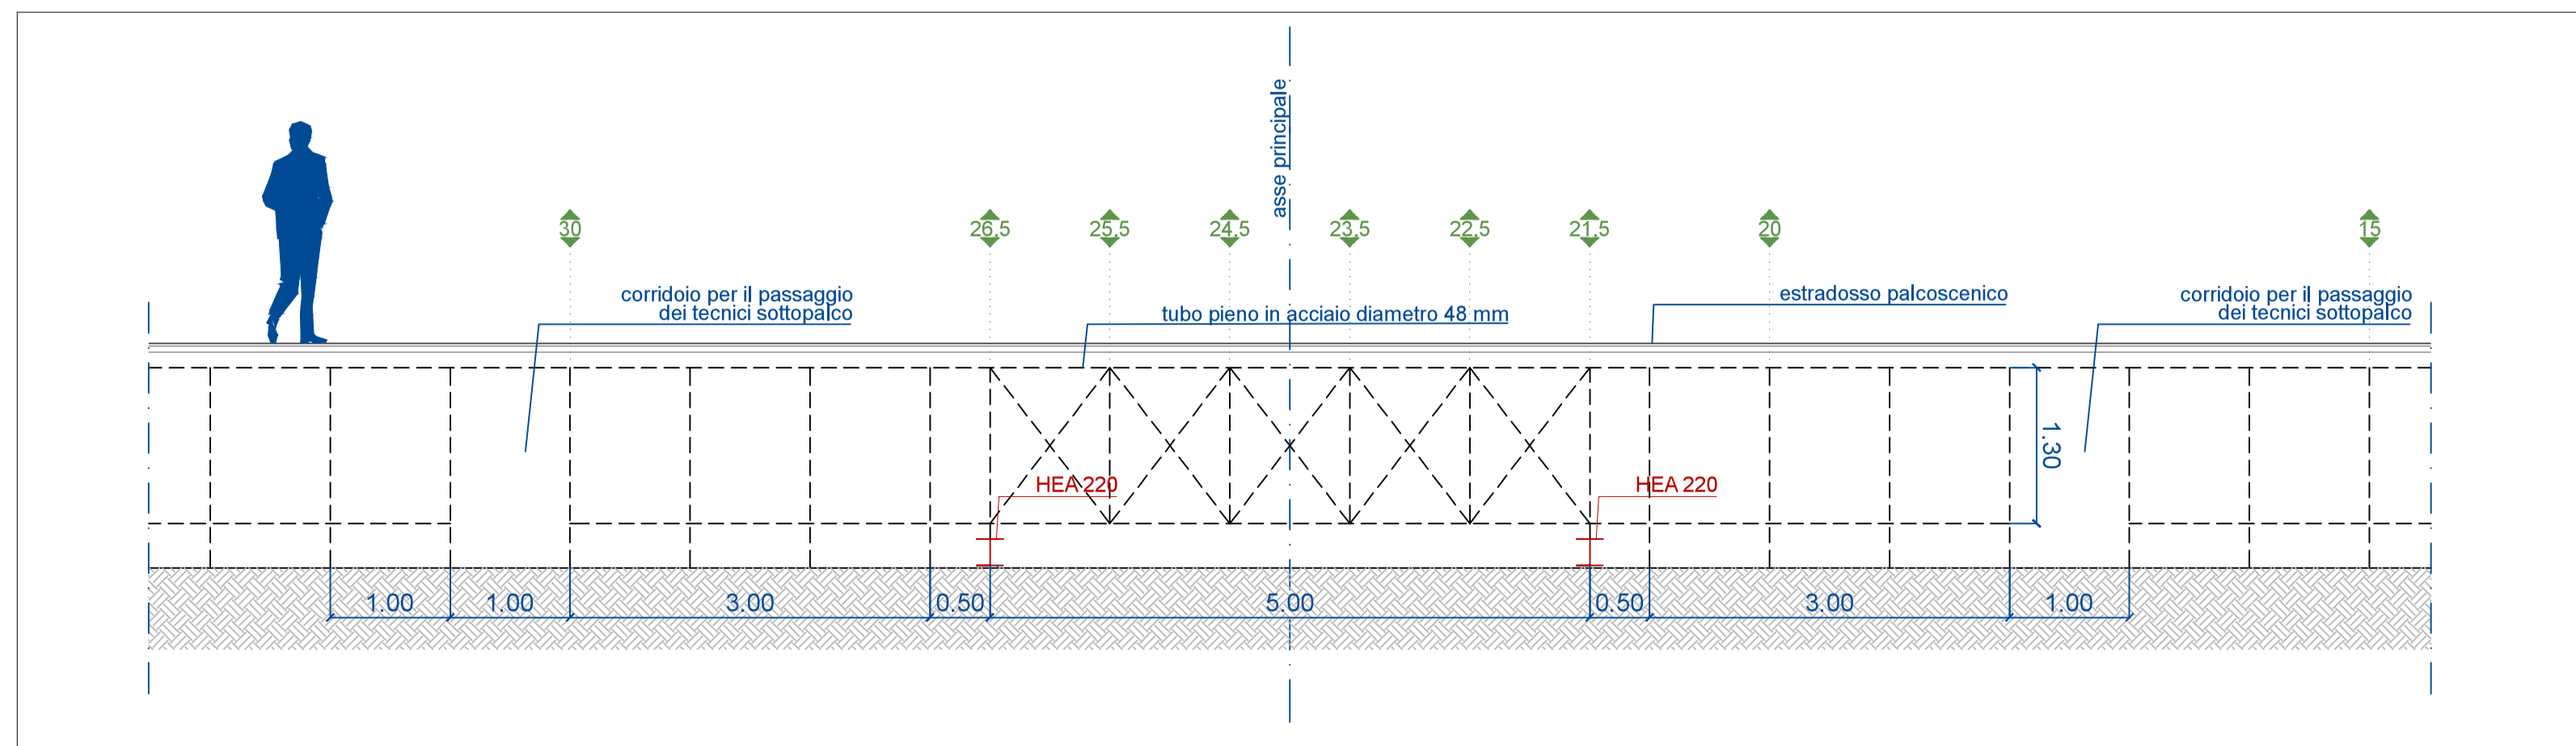 asse principale
30
26.5
25.5
24.5
23.5
22.5
21.5
20
15
corridoio per il passaggio
dei tecnici sottopalco
tubo pieno in acciaio diametro 48 mm
estradosso palcoscenico
corridoio per il passaggio
dei tecnici sottopalco
1.30
HEA 220
HEA 220
1.00
1.00
3.00
0.50
5.00
0.50
3.00
1.00